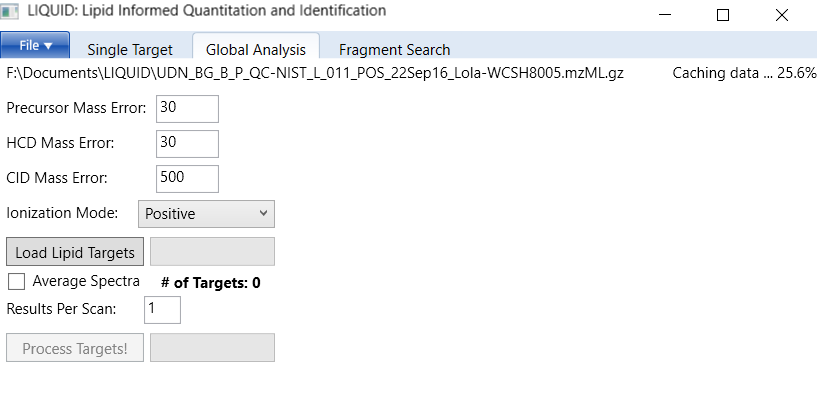 LIQUID: Lipid Informed Quantitation and Identification
File Single Target Global Analysis Fragment Search
F:\Documents\LIQUID\UDN_BG_B_P_QC-NIST_L_011_POS_22Sep16_Lola-WCSH8005.mzML.gz Caching data ... 25.6%
Precursor Mass Error: 30
HCD Mass Error: 30
CID Mass Error: 500
Ionization Mode: Positive
Load Lipid Targets
Average Spectra # of Targets: 0
Results Per Scan: 1
Process Targets!